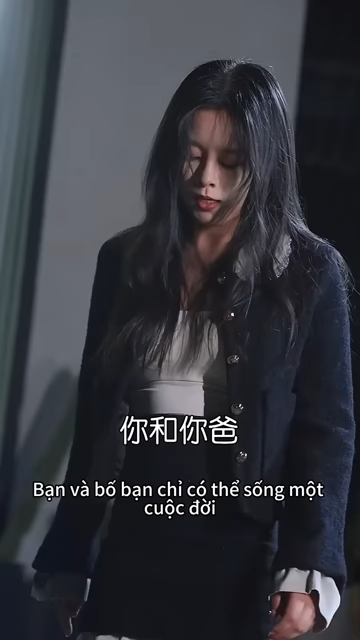 你和你爸
Bạn và bố bạn chỉ có thể sống một
cuộc đời